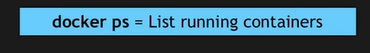 docker ps = List running containers